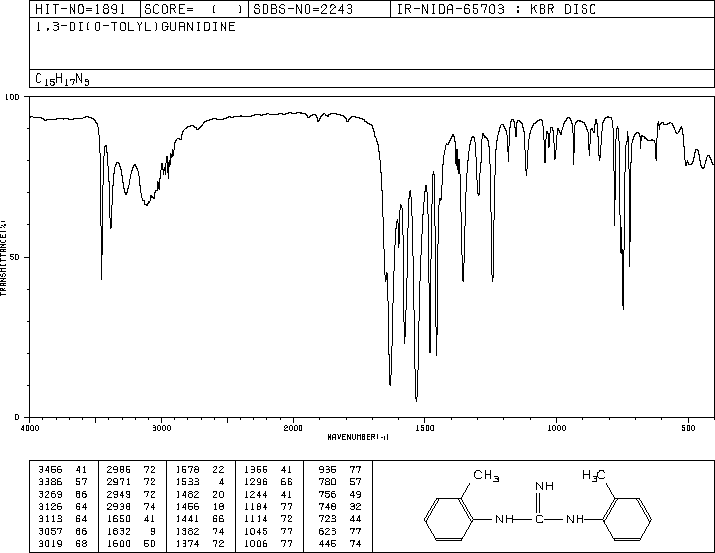 HIT-NO=1891 SCORE= ( ) SDBS-NO=2243 IR-NIDA-65703 : KBR DISC
1,3-DI(O-TOLYL)GUANIDINE
C15H17N3
100
50
0
TRANSMITTANCE(%)
4000 3000 2000 1500 1000 500
WAVENUMBER(-1)
3456 41 2986 72 1578 22 1355 41 935 77
3386 57 2971 72 1533 4 1296 66 780 57
3269 66 2949 72 1482 20 1244 41 756 49
3126 64 2938 74 1456 18 1184 77 748 32
3113 64 1650 41 1441 66 1114 72 723 44
3057 66 1632 9 1382 74 1045 77 623 77
3019 68 1600 50 1374 72 1006 77 445 74
CH3 H3C
NH
NH C NH